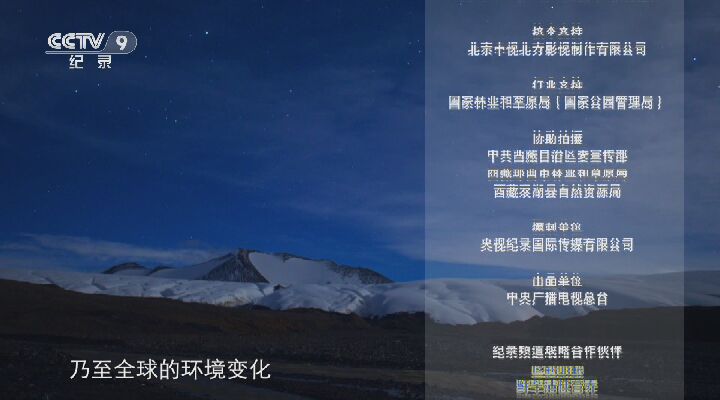 CCTV 9
纪录
技术支持
北京中视北方影视制作有限公司
行业支持
国家林业和草原局（国家公园管理局）
协助拍摄
中共西藏自治区委宣传部
西藏那曲市林业和草原局
西藏双湖县自然资源局
摄制单位
央视纪录国际传媒有限公司
出品单位
中央广播电视总台
纪录频道战略合作伙伴
乃至全球的环境变化